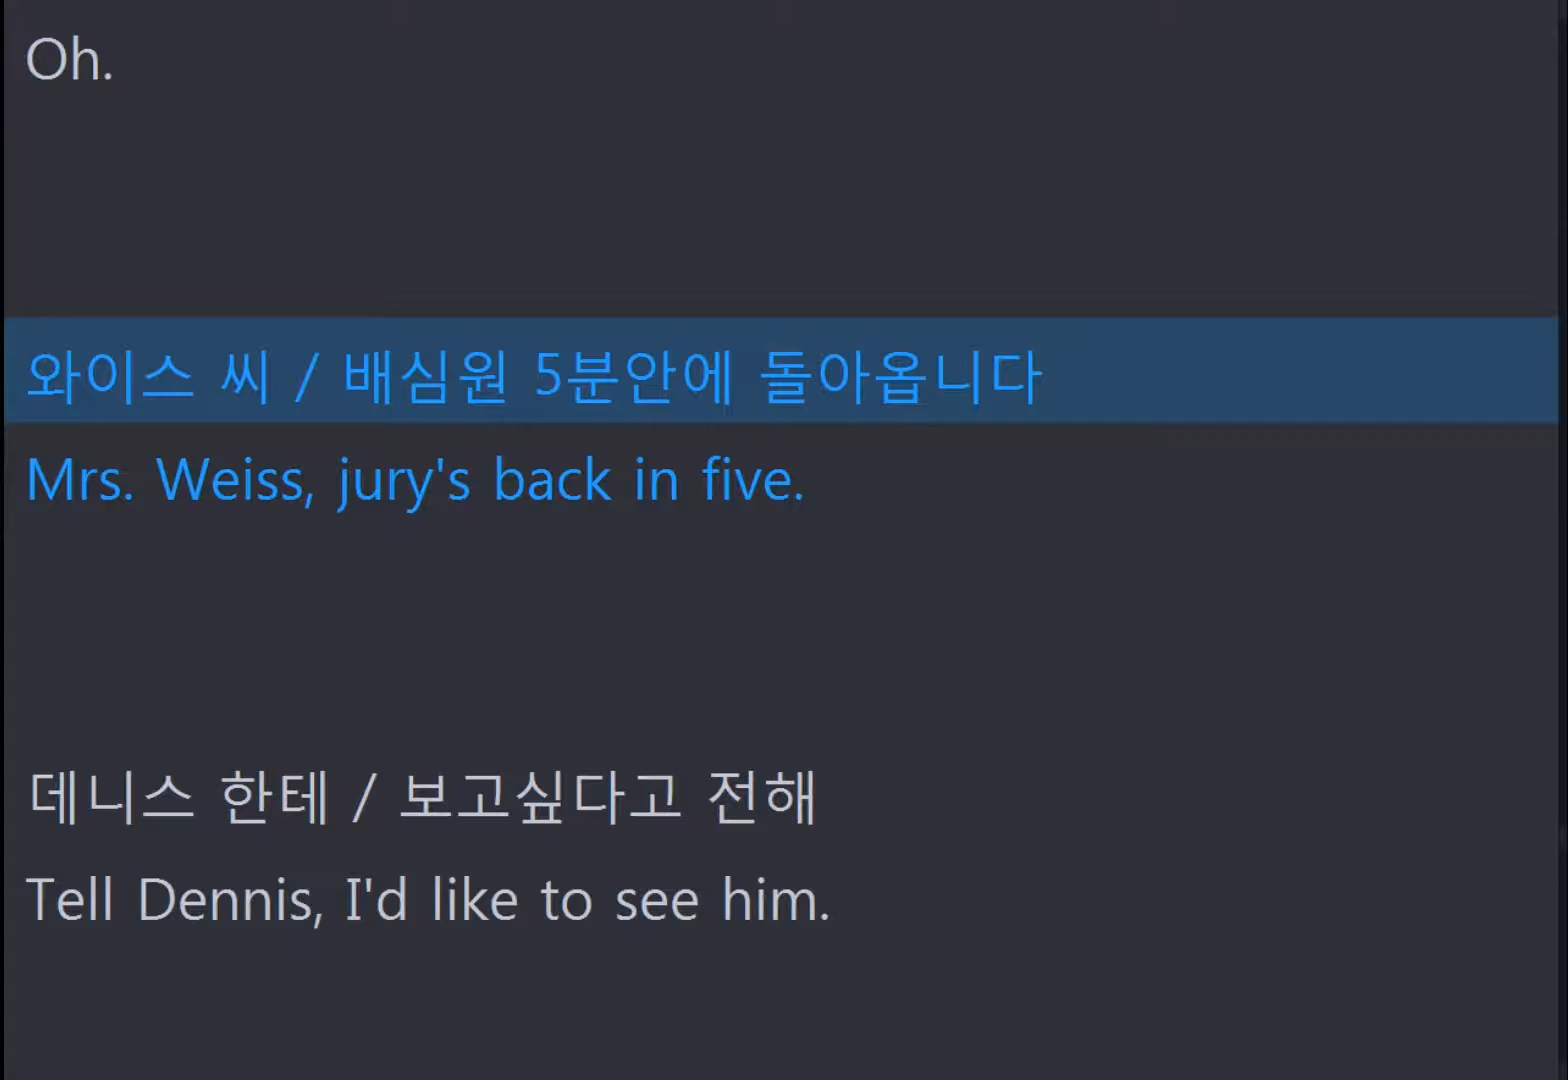 Oh.
와이스 씨 / 배심원 5분안에 돌아옵니다
Mrs. Weiss, jury's back in five.
데니스 한테 / 보고싶다고 전해
Tell Dennis, I'd like to see him.